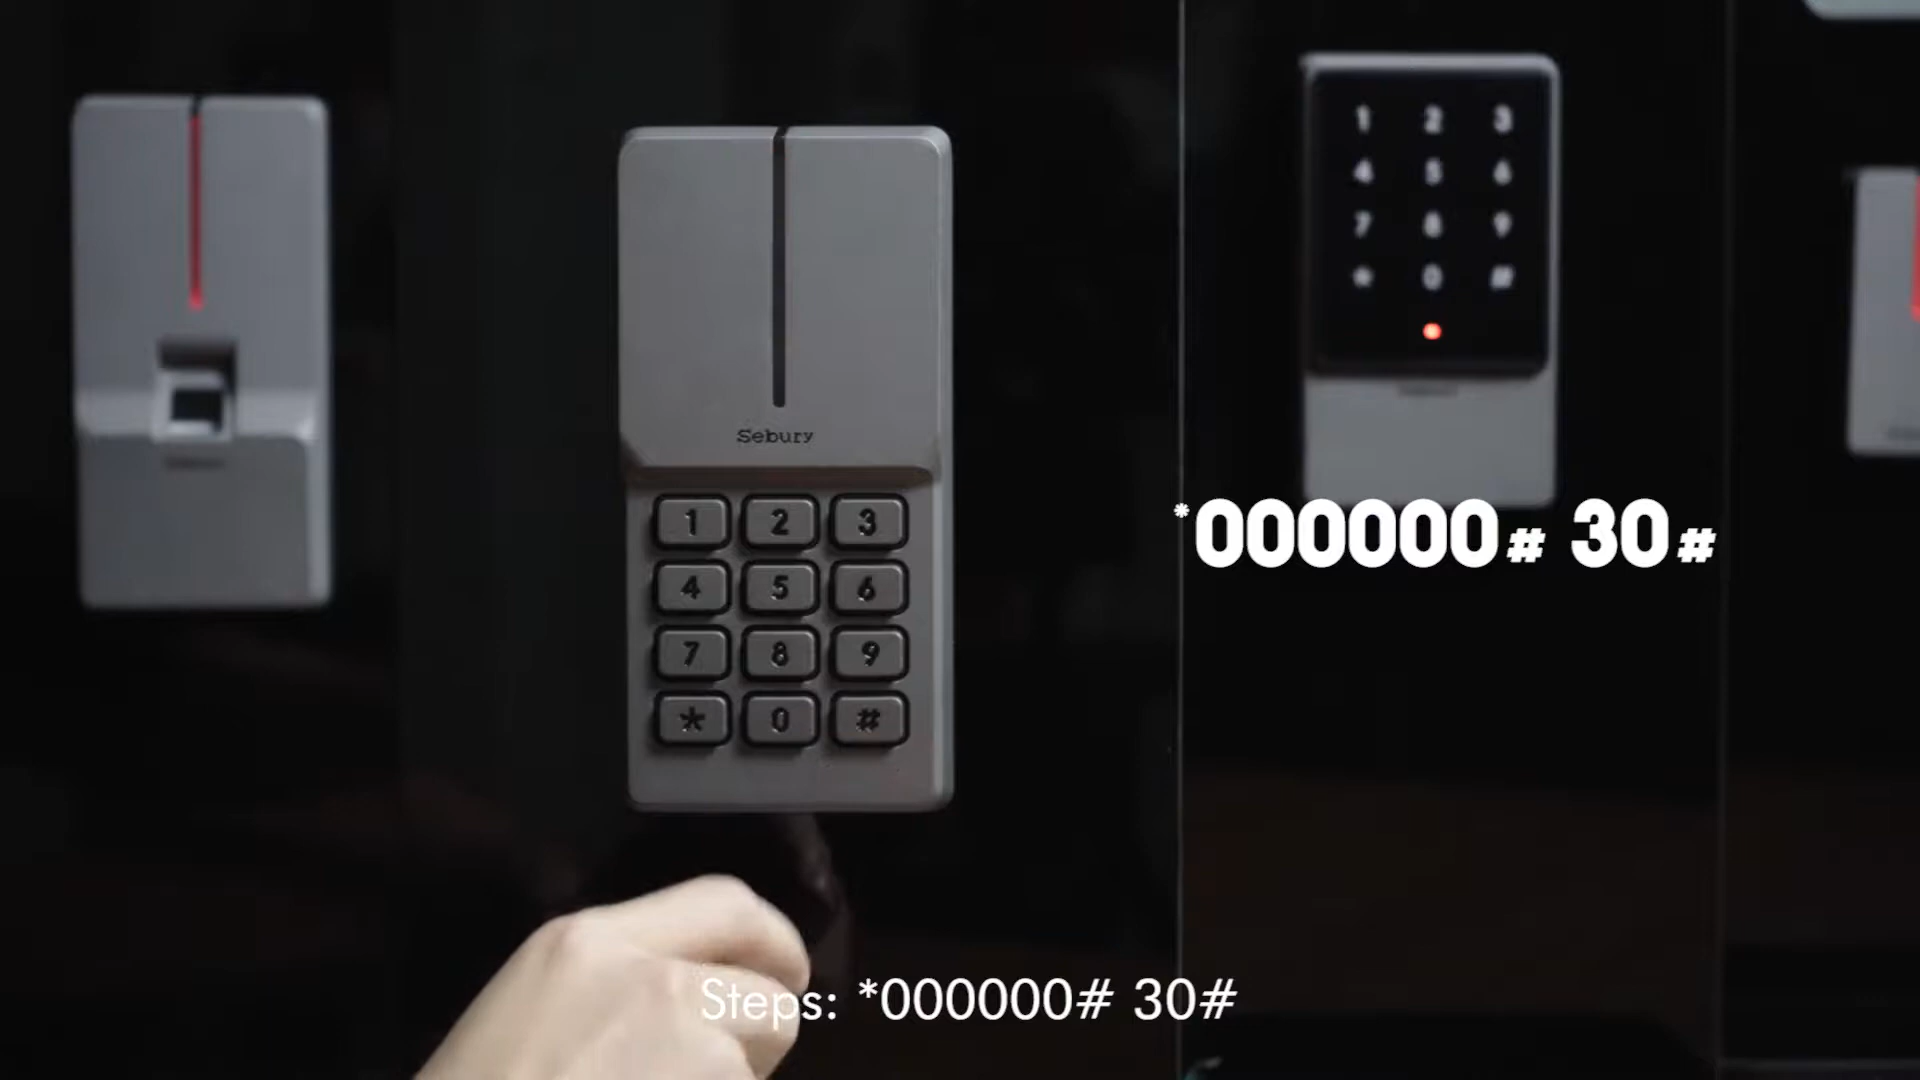 Sebury
1 2 3
4 5 6
7 8 9
* 0 #
1 2 3
4 5 6
7 8 9
* 0 #
*000000# 30#
Steps: *000000# 30#